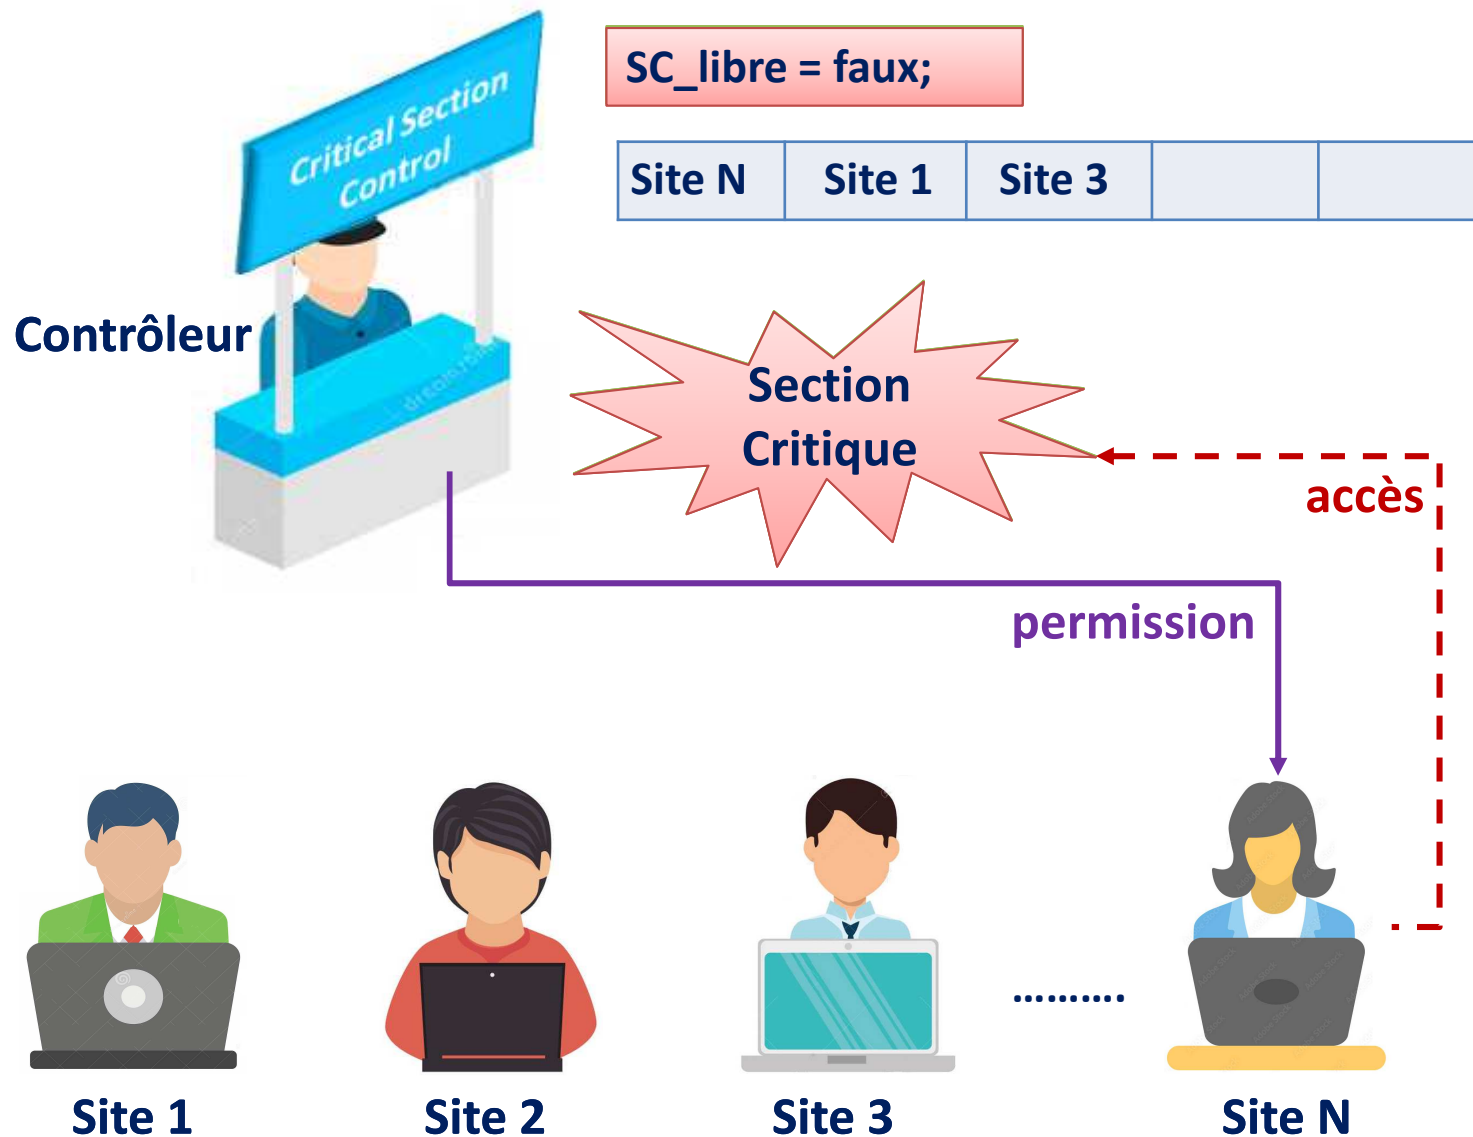 SC_libre = faux;
Critical Section
Control
Site N Site 1 Site 3
Contrôleur
dreamstime
Section
Critique
accès
permission
..........
Site 1 Site 2 Site 3 Site N